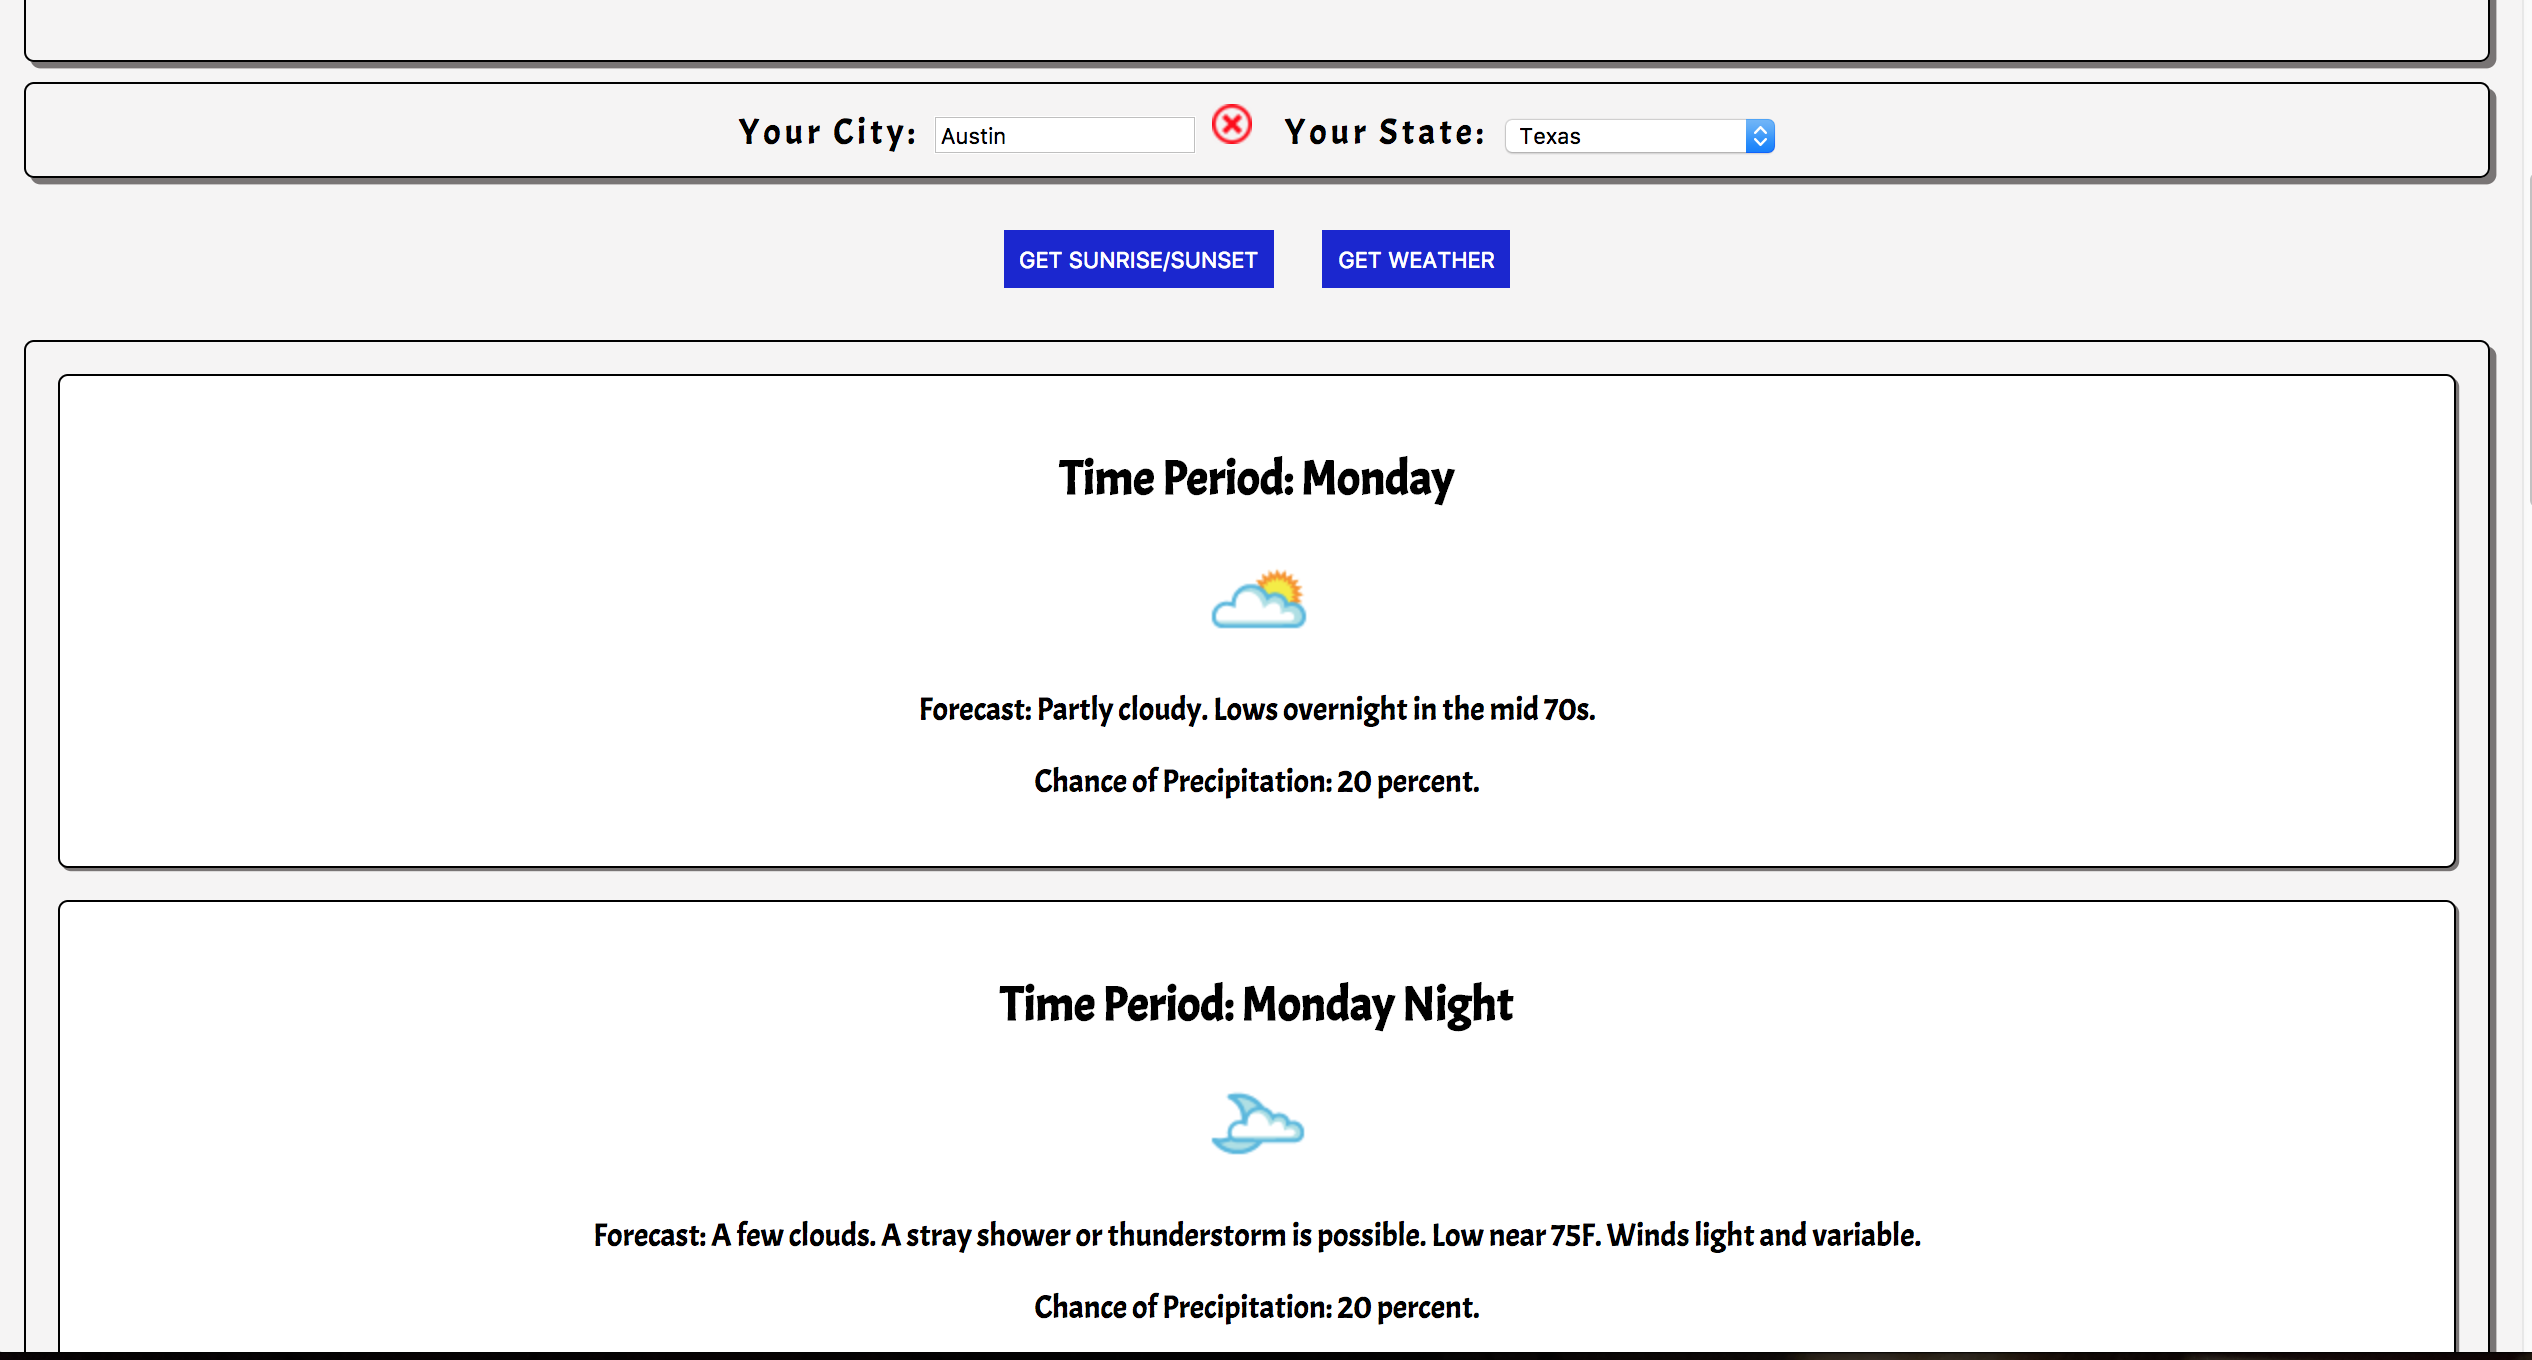 Your City: Austin Your State: Texas
GET SUNRISE/SUNSET GET WEATHER
Time Period: Monday
Forecast: Partly cloudy. Lows overnight in the mid 70s.
Chance of Precipitation: 20 percent.
Time Period: Monday Night
Forecast: A few clouds. A stray shower or thunderstorm is possible. Low near 75F. Winds light and variable.
Chance of Precipitation: 20 percent.